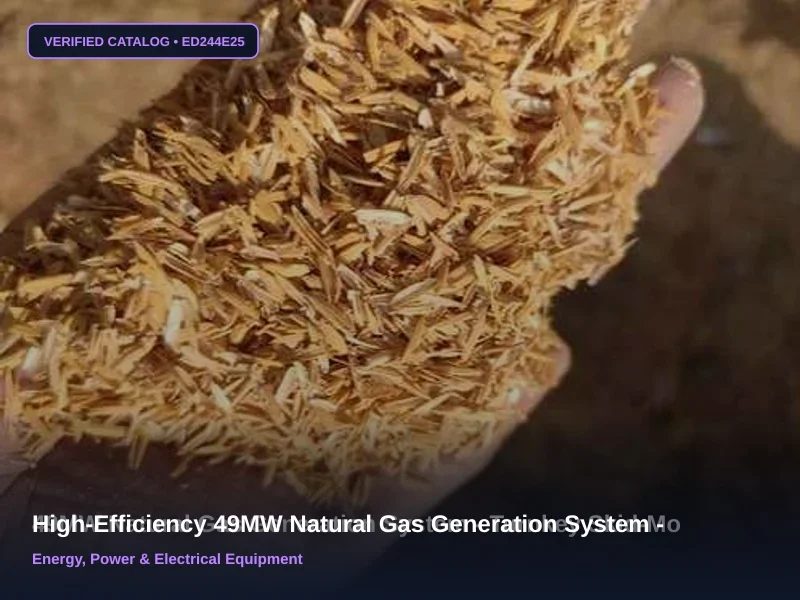 VERIFIED CATALOG • ED244E25
High-Efficiency 49MW Natural Gas Generation System -
Energy, Power & Electrical Equipment